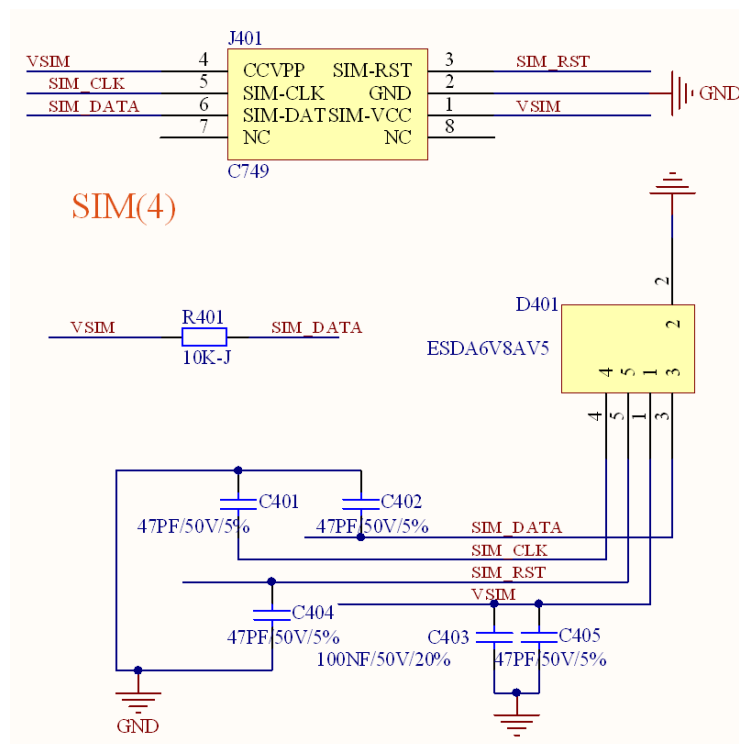 J401
VSIM 4 CCVPP SIM-RST 3 SIM_RST
SIM_CLK 5 SIM-CLK GND 2 GND
SIM_DATA 6 SIM-DAT SIM-VCC 1 VSIM
7 NC NC 8
C749
SIM(4)
2
D401
2
R401
VSIM SIM_DATA
10K-J
ESDA6V8AV5
4 5 1 3
4 5 1 3
C401 C402
47PF/50V/5% 47PF/50V/5% SIM_DATA
SIM_CLK
SIM_RST
VSIM
C404
47PF/50V/5% C403 C405
100NF/50V/20% 47PF/50V/5%
GND